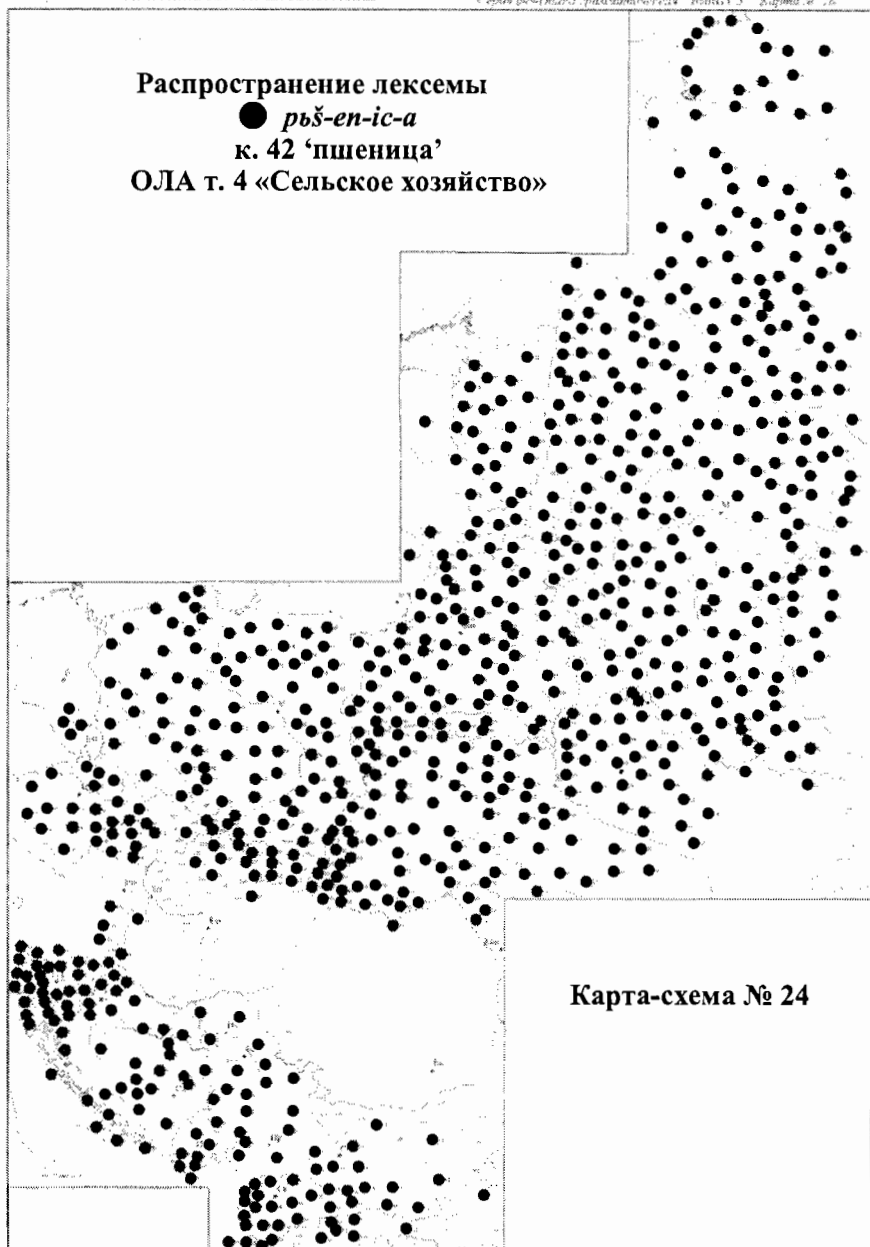 Распространение лексемы
● pьš-en-ic-a
к. 42 ‘пшеница’
ОЛА т. 4 «Сельское хозяйство»
Карта-схема № 24